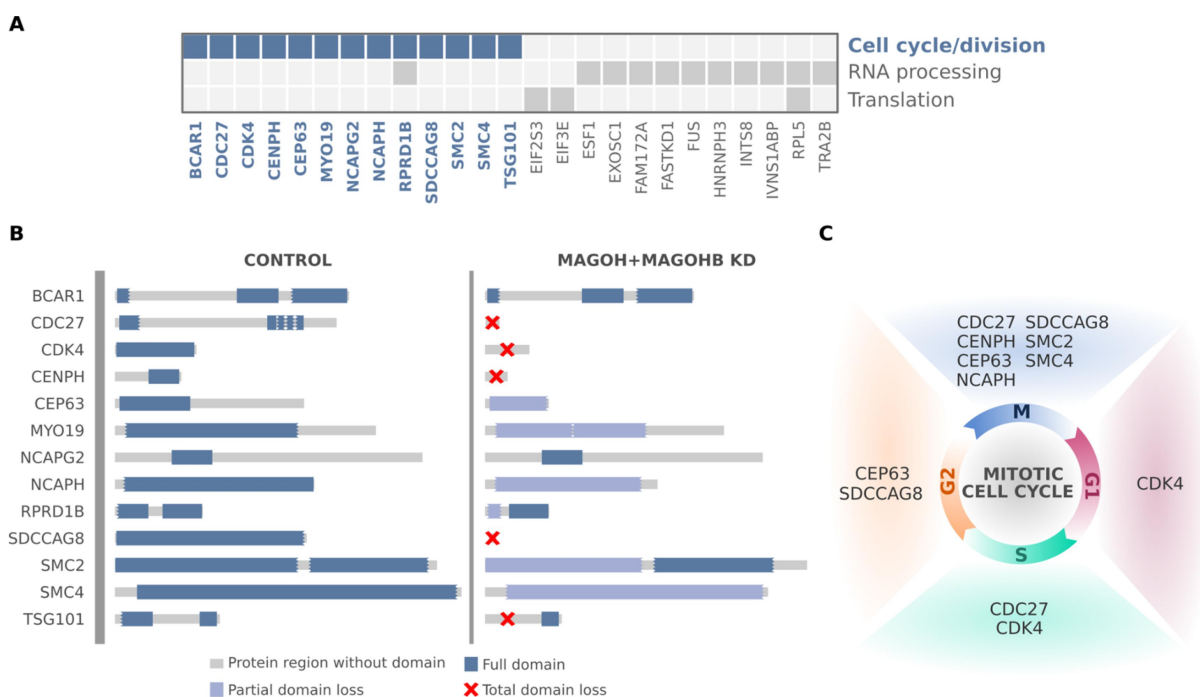 A
Cell cycle/division
RNA processing
Translation
BCAR1
CDC27
CDK4
CENPH
CEP63
MYO19
NCAPG2
NCAPH
RPRD1B
SDCCAG8
SMC2
SMC4
TSG101
EIF2S3
EIF3E
ESF1
EXOSC1
FAM172A
FASTKD1
FUS
HNRNPH3
INTS8
IVNS1ABP
RPL5
TRA2B
B
CONTROL
MAGOH+MAGOHB KD
BCAR1
CDC27
CDK4
CENPH
CEP63
MYO19
NCAPG2
NCAPH
RPRD1B
SDCCAG8
SMC2
SMC4
TSG101
Protein region without domain
Full domain
Partial domain loss
Total domain loss
C
CDC27 SDCCAG8
CENPH SMC2
CEP63 SMC4
NCAPH
M
CEP63
SDCCAG8
G2
MITOTIC
CELL CYCLE
G1
CDK4
S
CDC27
CDK4